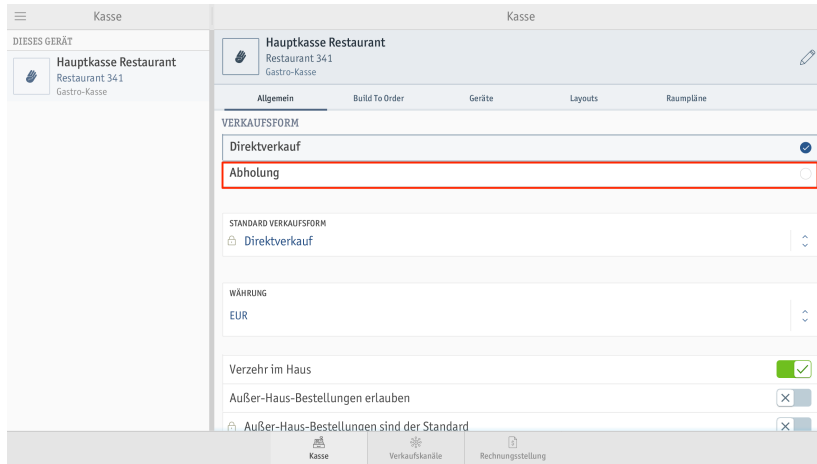 Kasse
Kasse
DIESES GERÄT
Hauptkasse Restaurant
Restaurant 341
Gastro-Kasse
Hauptkasse Restaurant
Restaurant 341
Gastro-Kasse
Allgemein
Build To Order
Geräte
Layouts
Raumpläne
VERKAUFSFORM
Direktverkauf
Abholung
STANDARD VERKAUFSFORM
Direktverkauf
WÄHRUNG
EUR
Verzehr im Haus
Außer-Haus-Bestellungen erlauben
Außer-Haus-Bestellungen sind der Standard
Kasse
Verkaufskanäle
Rechnungsstellung